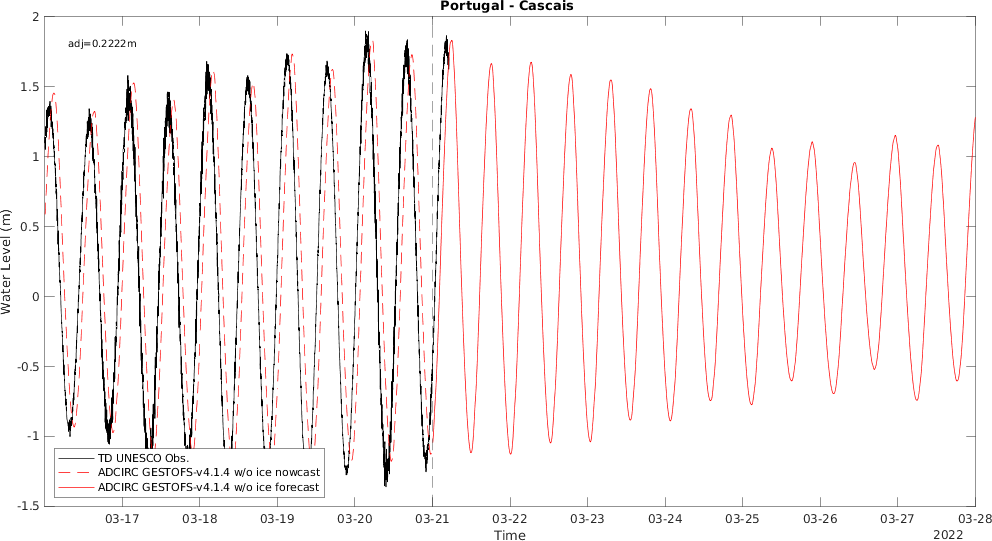 Portugal - Cascais
adj=0.2222m
Water Level (m)
2
1.5
1
0.5
0
-0.5
-1
-1.5
TD UNESCO Obs.
ADCIRC GESTOFS-v4.1.4 w/o ice nowcast
ADCIRC GESTOFS-v4.1.4 w/o ice forecast
03-17 03-18 03-19 03-20 03-21 03-22 03-23 03-24 03-25 03-26 03-27 03-28
Time
2022